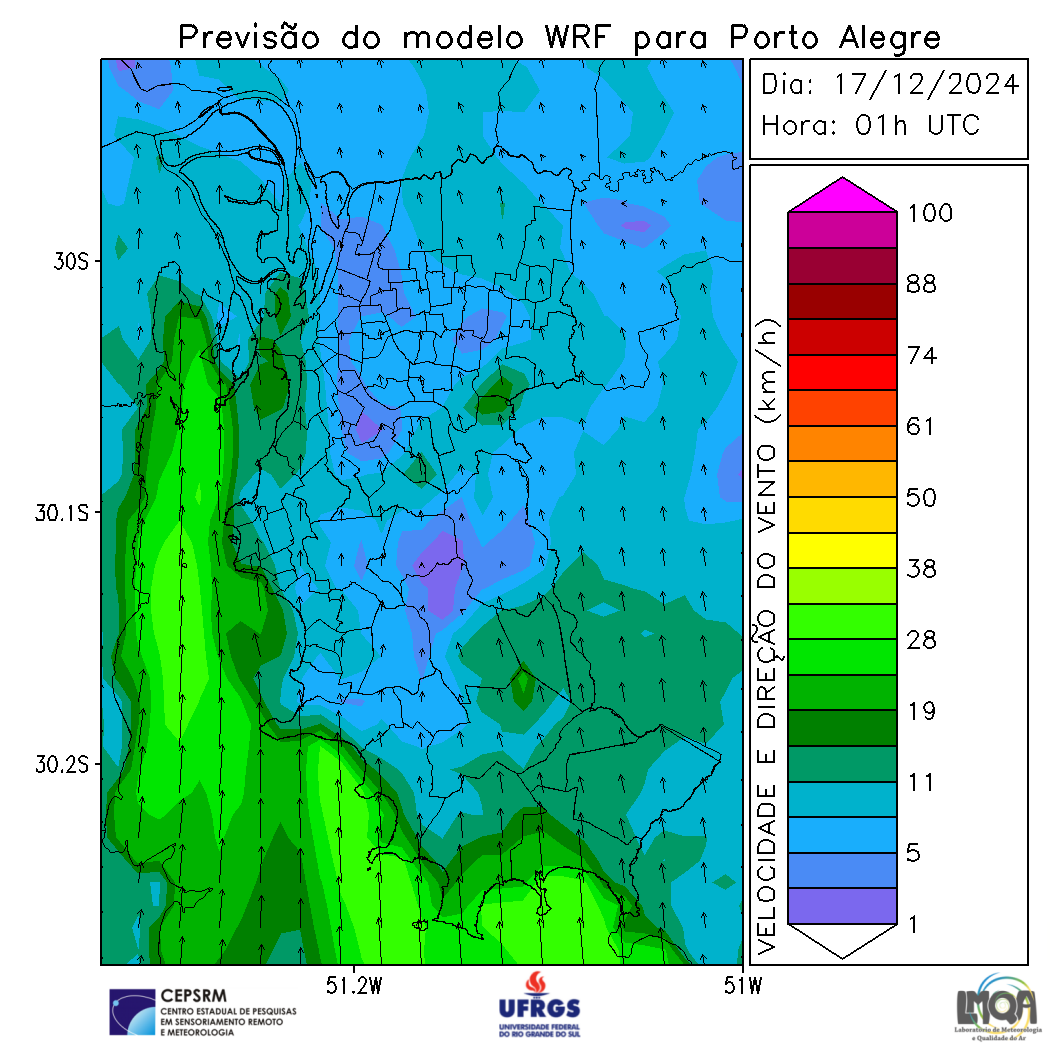 Previsão do modelo WRF para Porto Alegre
Dia: 17/12/2024
Hora: 01h UTC
30S
30.1S
30.2S
51.2W
51W
VELOCIDADE E DIREÇÃO DO VENTO (km/h)
100
88
74
61
50
38
28
19
11
5
1
CEPSRM
CENTRO ESTADUAL DE PESQUISAS
EM SENSORIAMENTO REMOTO
E METEOROLOGIA
UFRGS
UNIVERSIDADE FEDERAL
DO RIO GRANDE DO SUL
LMQA
Laboratório de Meteorologia
e Qualidade do Ar